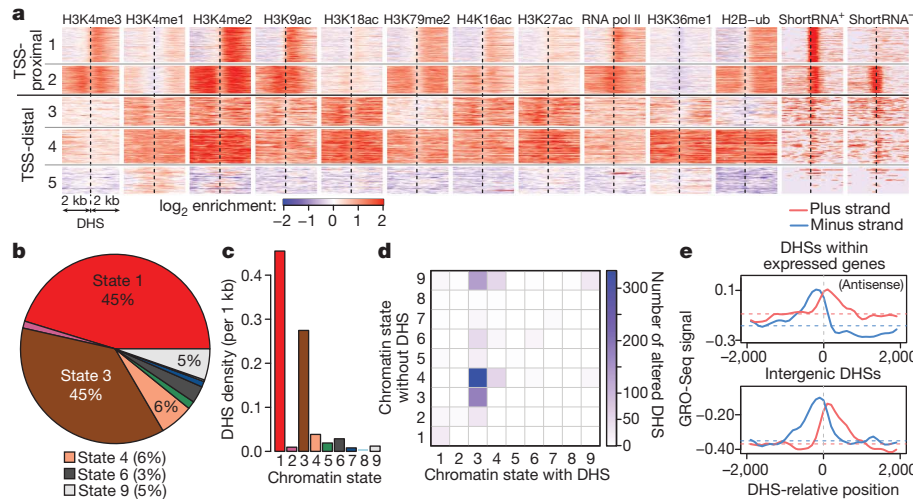 a
H3K4me3 H3K4me1 H3K4me2 H3K9ac H3K18ac H3K79me2 H4K16ac H3K27ac RNA pol II H3K36me1 H2B-ub ShortRNA⁺ ShortRNA⁻
TSS-proximal
1
2
TSS-distal
3
4
5
2 kb 2 kb
DHS
log₂ enrichment:
−2 −1 0 1 2
Plus strand
Minus strand
b
State 1
45%
State 3
45%
5%
6%
State 4 (6%)
State 6 (3%)
State 9 (5%)
c
DHS density (per 1 kb)
0.4
0.3
0.2
0.1
0.0
1 2 3 4 5 6 7 8 9
Chromatin state
d
Chromatin state
without DHS
9
8
7
6
5
4
3
2
1
1 2 3 4 5 6 7 8 9
Chromatin state with DHS
300
250
200
150
100
50
0
Number of altered DHS
e
DHSs within
expressed genes
(Antisense)
0.1
−0.3
−2,000 0 2,000
Intergenic DHSs
−0.20
−0.40
−2,000 0 2,000
GRO-Seq signal
DHS-relative position